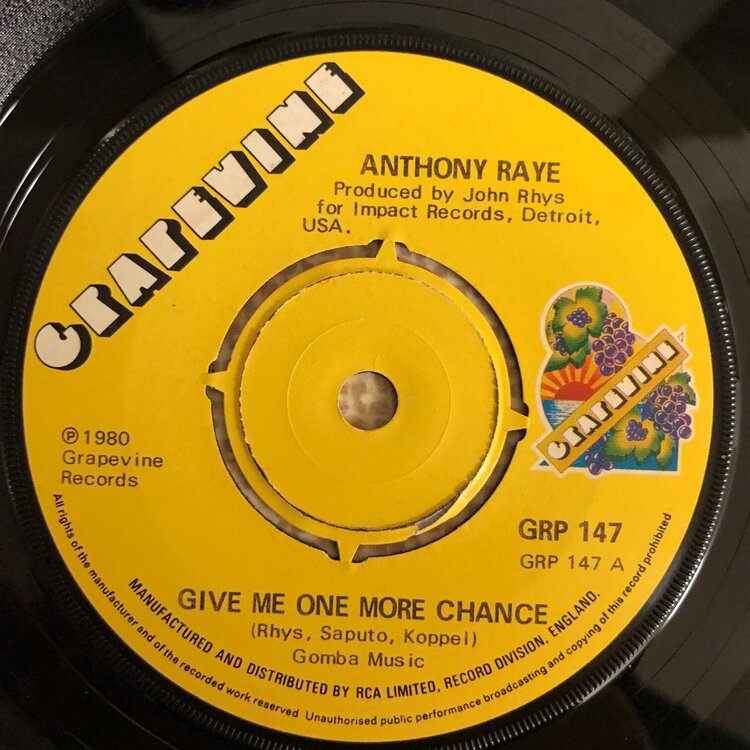 GRAPEVINE
ANTHONY RAYE
Produced by John Rhys
for Impact Records, Detroit,
USA.
GRAPEVINE
℗ 1980
Grapevine
Records
GRP 147
GRP 147 A
GIVE ME ONE MORE CHANCE
(Rhys, Saputo, Koppel)
Gomba Music
MANUFACTURED AND DISTRIBUTED BY RCA LIMITED, RECORD DIVISION, ENGLAND.
All rights of the manufacturer and of the owner of the recorded work reserved Unauthorised public performance broadcasting and copying of this record prohibited